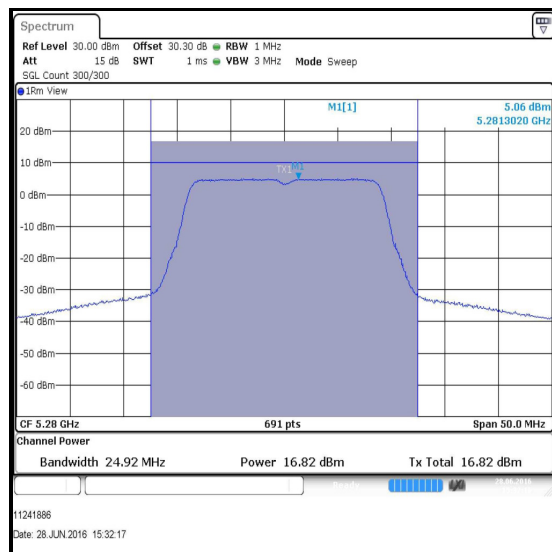 Spectrum
Ref Level 30.00 dBm Offset 30.30 dB RBW 1 MHz
Att 15 dB SWT 1 ms VBW 3 MHz Mode Sweep
SGL Count 300/300
1Rm View
M1[1] 5.06 dBm
5.2813020 GHz
20 dBm
10 dBm
TX1 M1
0 dBm
-10 dBm
-20 dBm
-30 dBm
-40 dBm
-50 dBm
-60 dBm
CF 5.28 GHz 691 pts Span 50.0 MHz
Channel Power
Bandwidth 24.92 MHz Power 16.82 dBm Tx Total 16.82 dBm
Ready 28.06.2016
11241886
Date: 28.JUN.2016 15:32:17